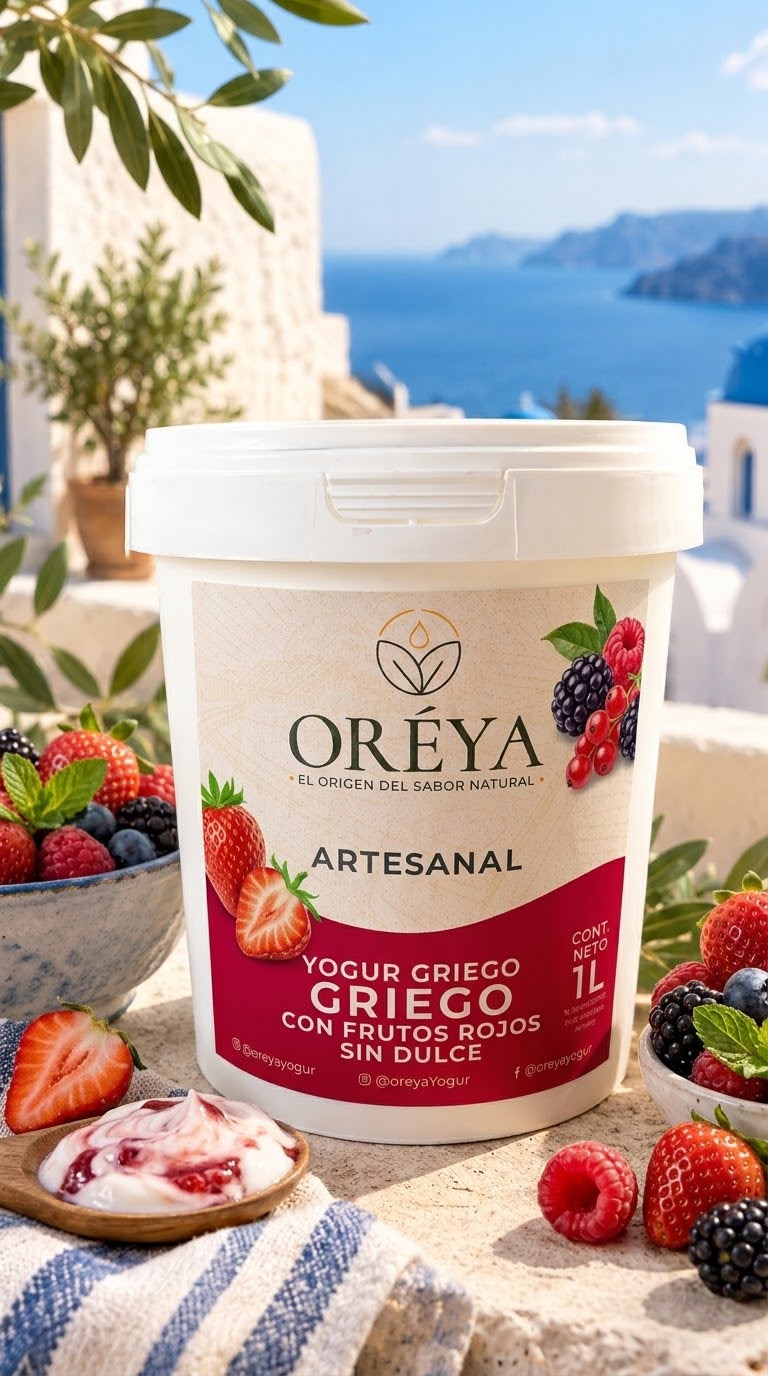 ORÉYA
• EL ORIGEN DEL SABOR NATURAL •
ARTESANAL
YOGUR GRIEGO
GRIEGO
CON FRUTOS ROJOS
SIN DULCE
CONT.
NETO
1L
@ereyayogur
@oreyaYogur
f @oreyayogur